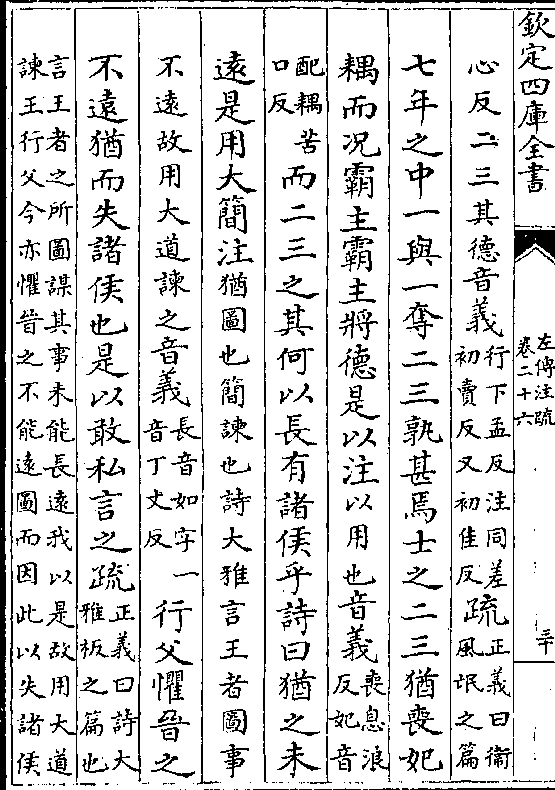 欽定四庫全書
左傳注疏
卷二十六
三十
心反二三其德音義行下孟反注同差
初賣反又初佳反疏正義曰衛
風氓之篇
七年之中一與一奪二三孰甚焉士之二三猶喪妃
耦而況霸主霸主將德是以注以用也音義喪息浪
反妃音
配耦苦
口反而二三之其何以長有諸侯乎詩曰猶之未
遠是用大簡注猶圖也簡諫也詩大雅言王者圖事
不遠故用大道諫之音義長音如字一
音丁丈反行父懼晉之
不遠猶而失諸侯也是以敢私言之疏正義曰詩大
雅板之篇也
言王者之所圖謀其事未能長遠我以是故用大道
諫王行父今亦懼晉之不能遠圖而因此以失諸侯